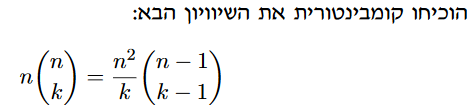 הוכיחו קומבינטורית את השיוויון הבא:
$n\binom{n}{k} = \frac{n^2}{k}\binom{n-1}{k-1}$